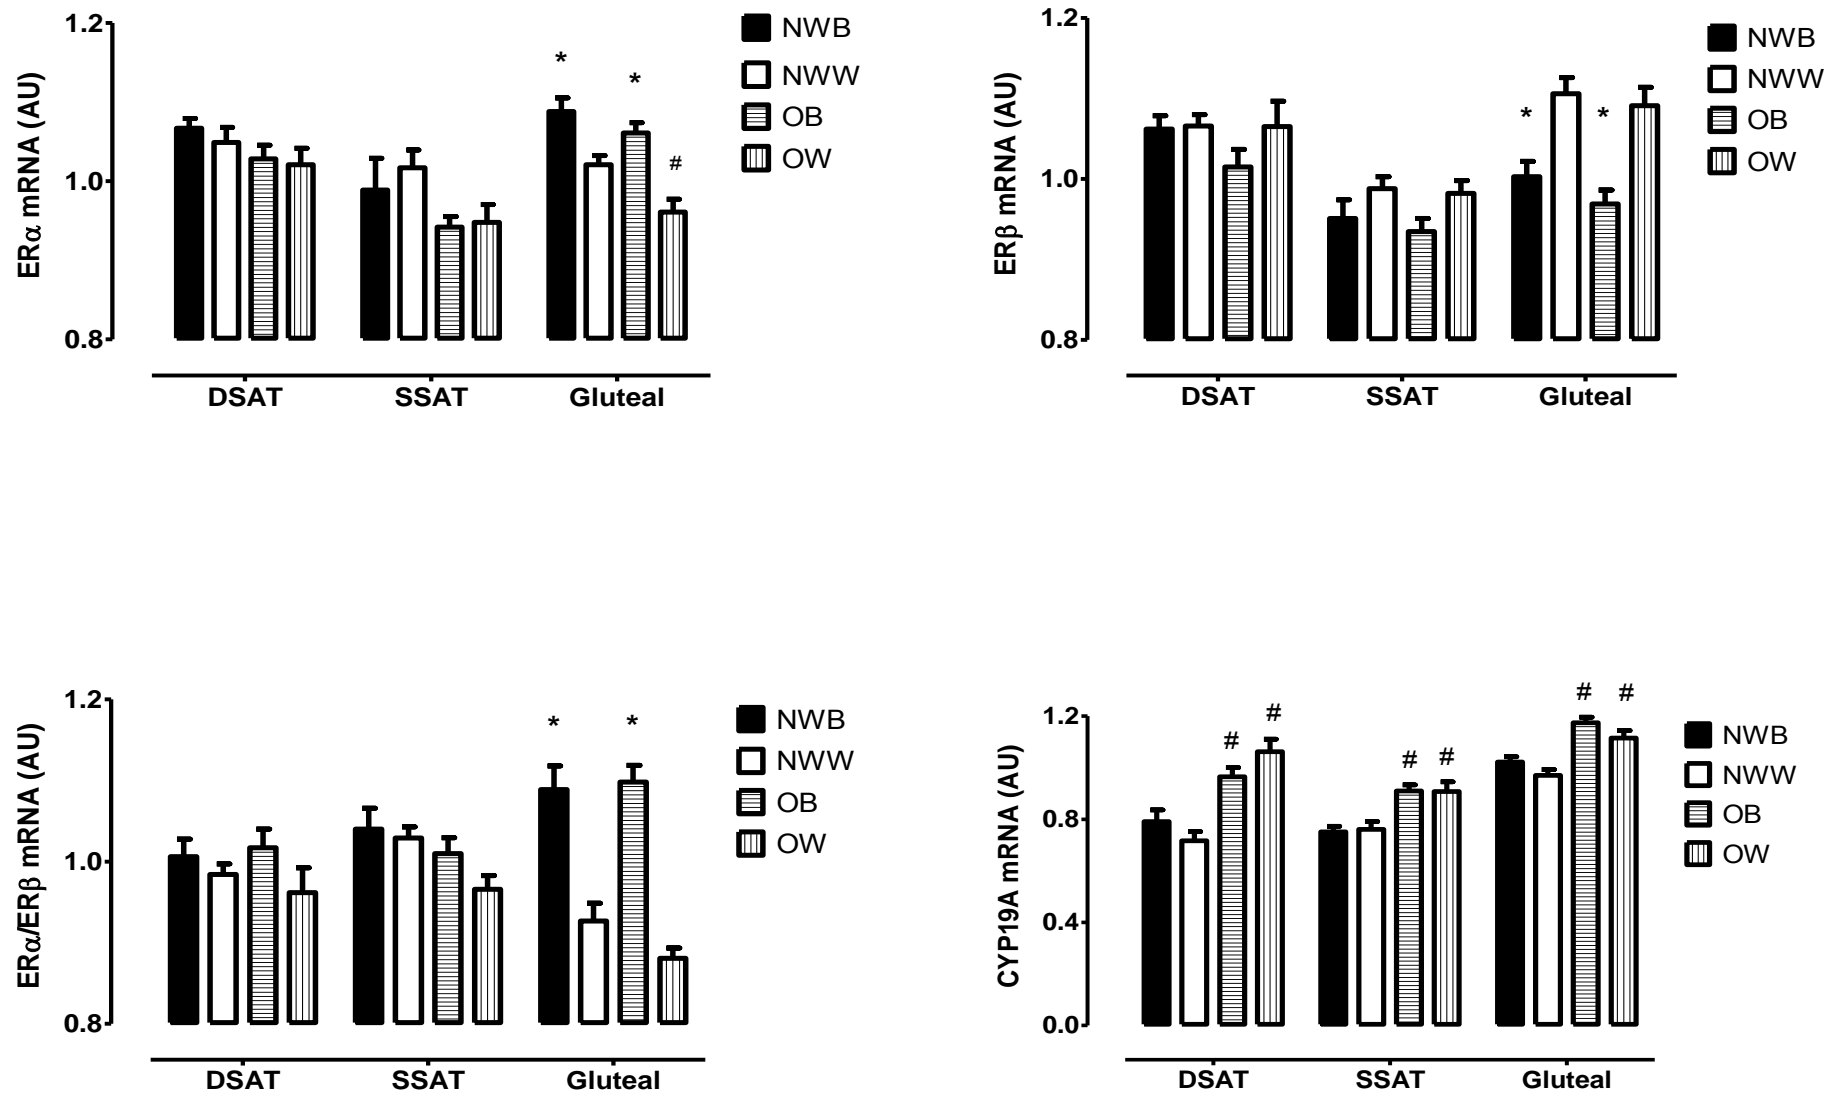 1.2
1.0
0.8
ERα mRNA (AU)
*
*
#
DSAT SSAT Gluteal
NWB
NWW
OB
OW
1.2
1.0
0.8
ERβ mRNA (AU)
* *
DSAT SSAT Gluteal
NWB
NWW
OB
OW
1.2
1.0
0.8
ERα/ERβ mRNA (AU)
* *
DSAT SSAT Gluteal
NWB
NWW
OB
OW
1.2
0.8
0.4
0.0
CYP19A mRNA (AU)
# #
# #
# #
DSAT SSAT Gluteal
NWB
NWW
OB
OW